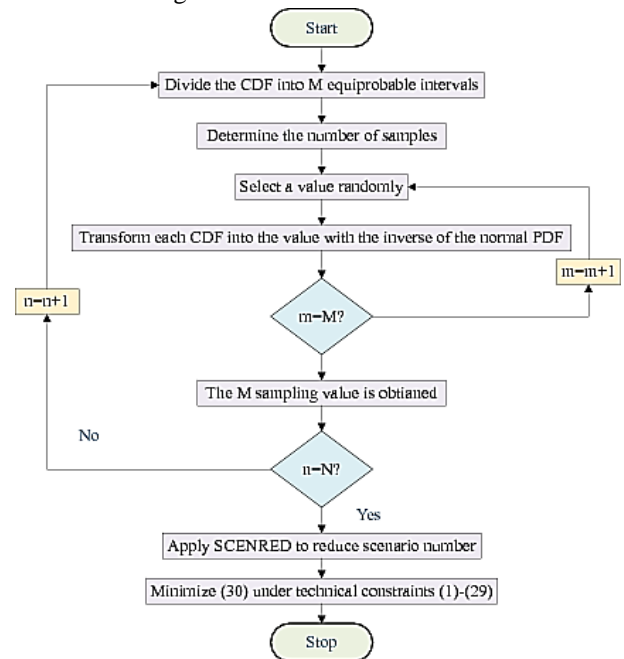 Start
Divide the CDF into M equiprobable intervals
Determine the number of samples
Select a value randomly
Transform each CDF into the value with the inverse of the normal PDF
m=m+1
n=n+1
m=M?
The M sampling value is obtianed
No
n=N?
Yes
Apply SCENRED to reduce scenario number
Minimize (30) under technical constraints (1)-(29)
Stop